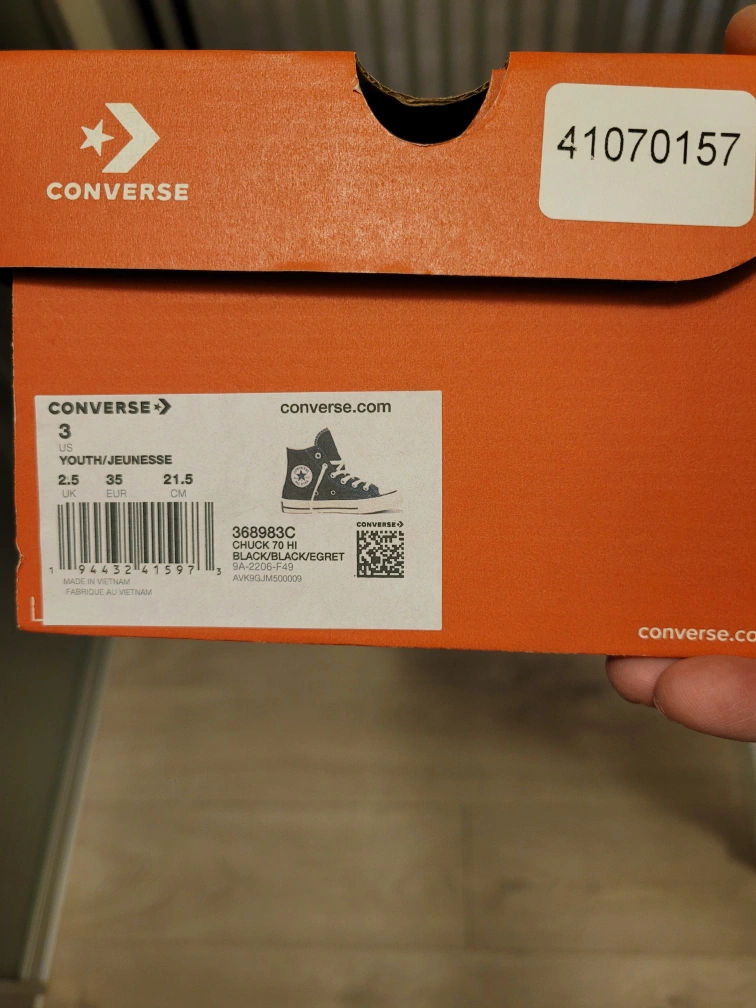 CONVERSE
41070157
CONVERSE
converse.com
3
US
YOUTH/JEUNESSE
2.5 35 21.5
UK EUR CM
1 94432 41597 3
MADE IN VIETNAM
FABRIQUE AU VIETNAM
368983C
CHUCK 70 HI
BLACK/BLACK/EGRET
9A-2206-F49
AVK9GJM500009
CONVERSE
converse.co